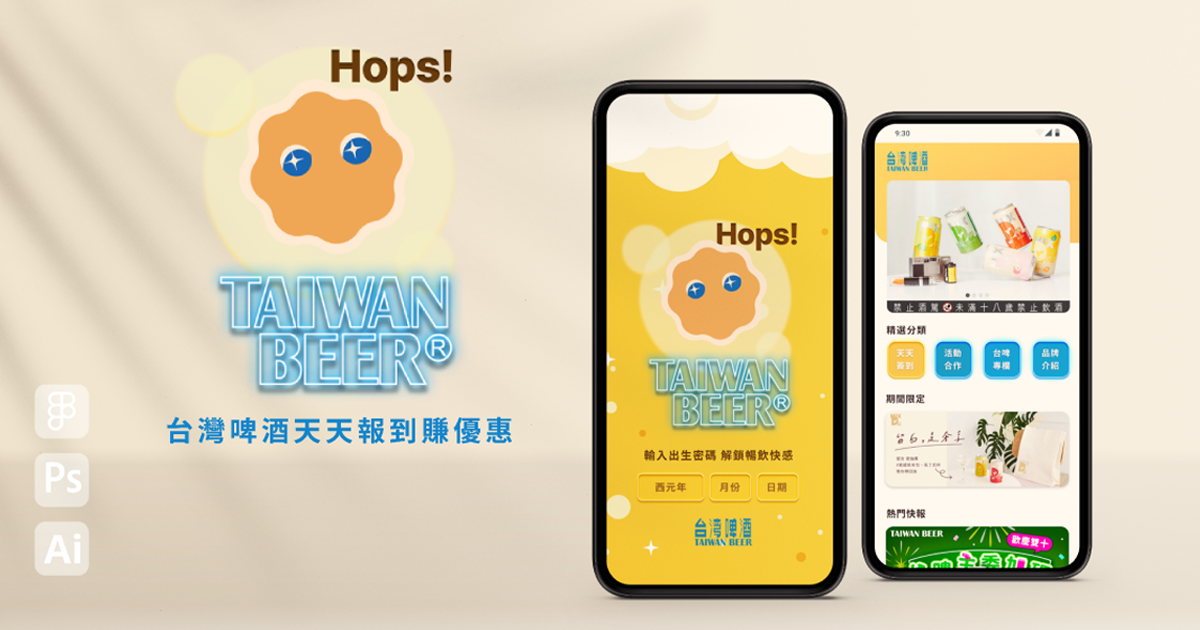 Hops!
TAIWAN
BEER®
台灣啤酒天天報到賺優惠
Ps
Ai
Hops!
TAIWAN
BEER®
輸入出生密碼 解鎖暢飲快感
西元年 月份 日期
台灣啤酒
TAIWAN BEER
9:30
台灣啤酒
TAIWAN BEER
禁止酒駕 未滿十八歲禁止飲酒
精選分類
天天
簽到
活動
合作
台啤
專欄
品牌
介紹
期間限定
熱門快報
TAIWAN BEER
歡慶雙十